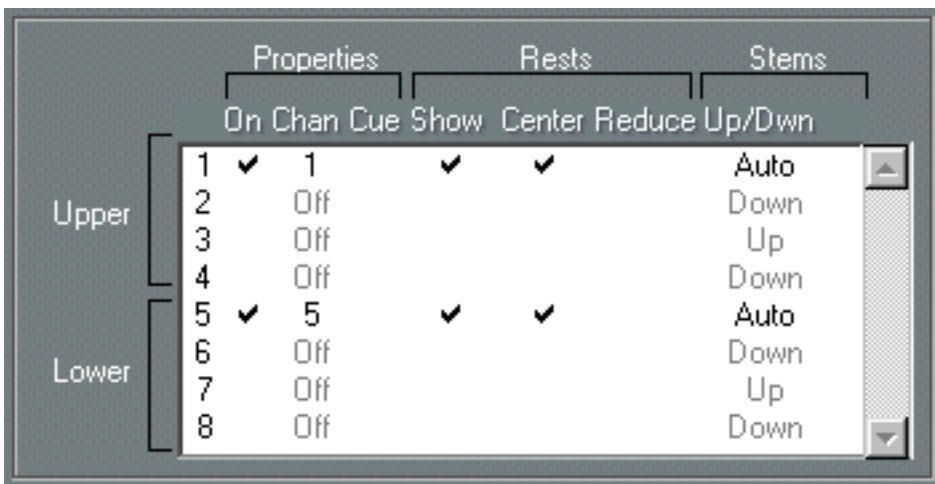 Properties Rests Stems
On Chan Cue Show Center Reduce Up/Dwn
Upper
1 ✔ 1 ✔ ✔ Auto
2 Off Down
3 Off Up
4 Off Down
Lower
5 ✔ 5 ✔ ✔ Auto
6 Off Down
7 Off Up
8 Off Down